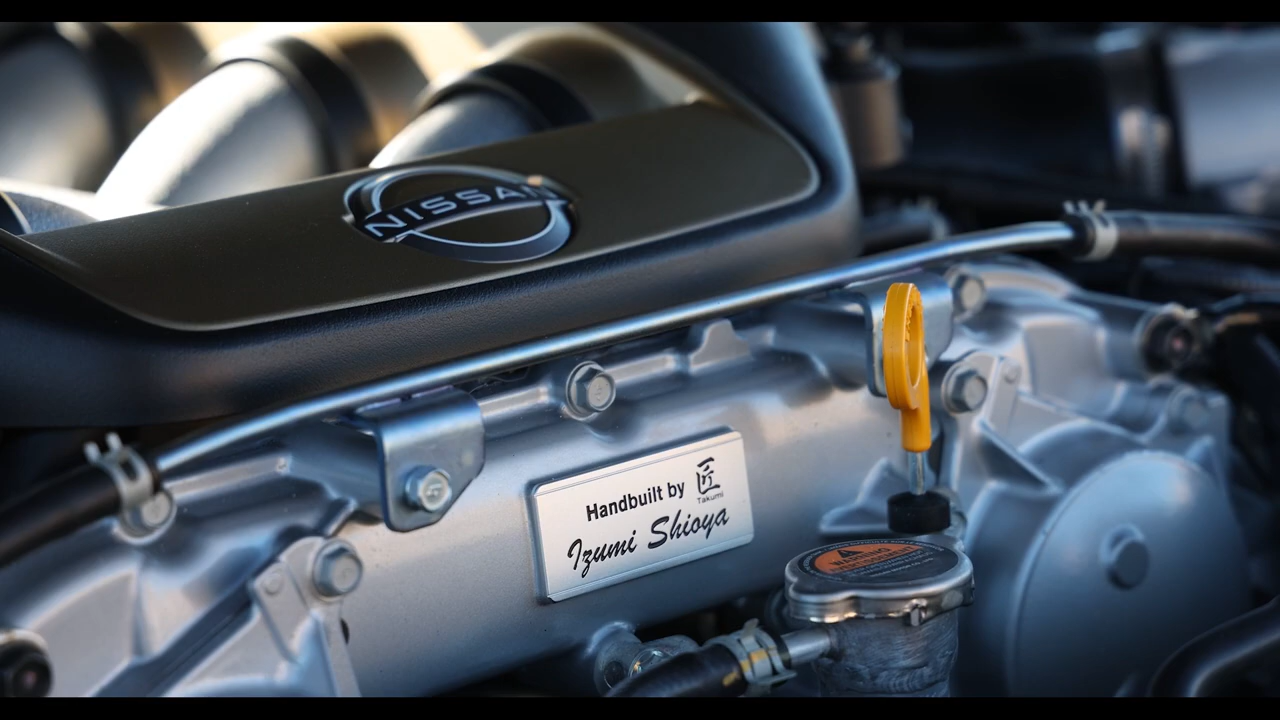 NISSAN
Handbuilt by 匠
Takumi
Izumi Shioya
WARNING